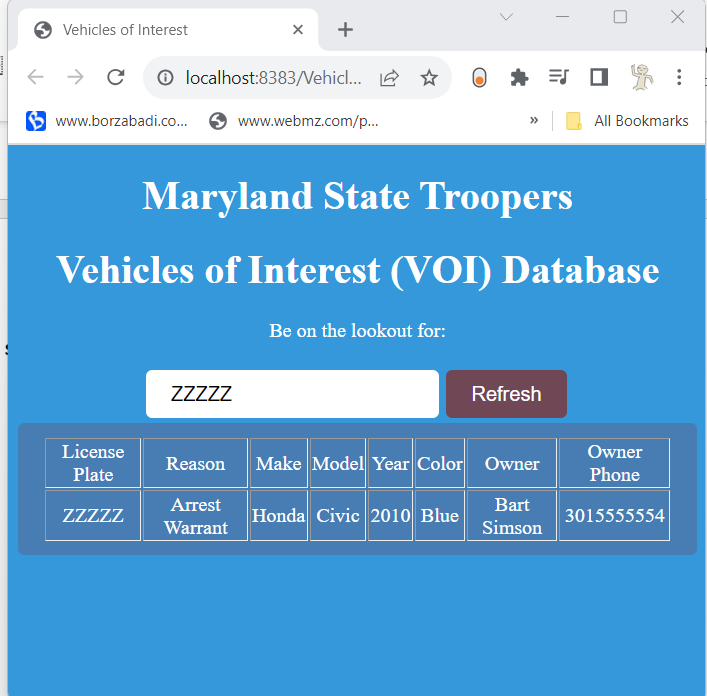 Vehicles of Interest
localhost:8383/Vehicl...
www.borzabadi.co...
www.webmz.com/p...
»
All Bookmarks
Maryland State Troopers
Vehicles of Interest (VOI) Database
Be on the lookout for:
ZZZZZ
Refresh
License Plate Reason Make Model Year Color Owner Owner Phone
ZZZZZ Arrest Warrant Honda Civic 2010 Blue Bart Simson 3015555554